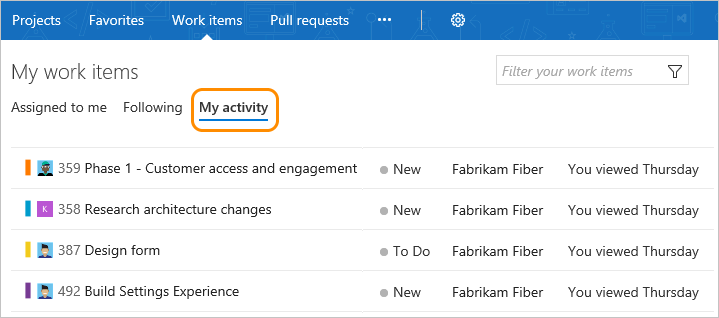 Projects Favorites Work items Pull requests ...
My work items
Filter your work items
Assigned to me Following My activity
359 Phase 1 - Customer access and engagement New Fabrikam Fiber You viewed Thursday
K 358 Research architecture changes New Fabrikam Fiber You viewed Thursday
387 Design form To Do Fabrikam Fiber You viewed Thursday
492 Build Settings Experience New Fabrikam Fiber You viewed Thursday